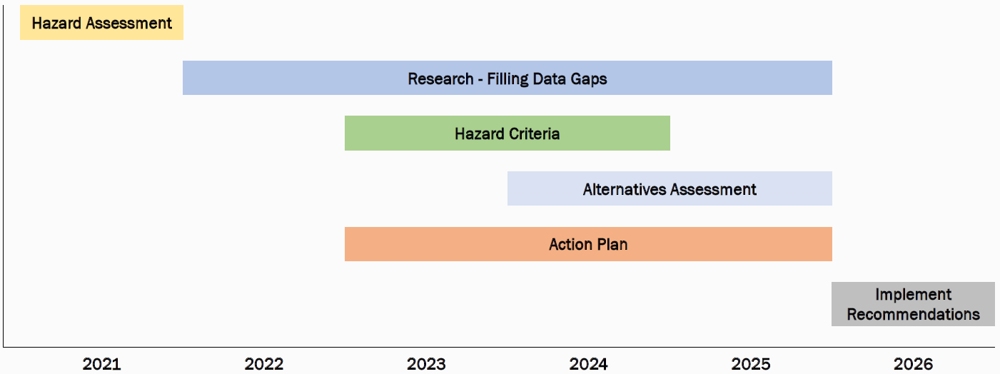 Hazard Assessment
Research - Filling Data Gaps
Hazard Criteria
Alternatives Assessment
Action Plan
Implement
Recommendations
2021 2022 2023 2024 2025 2026